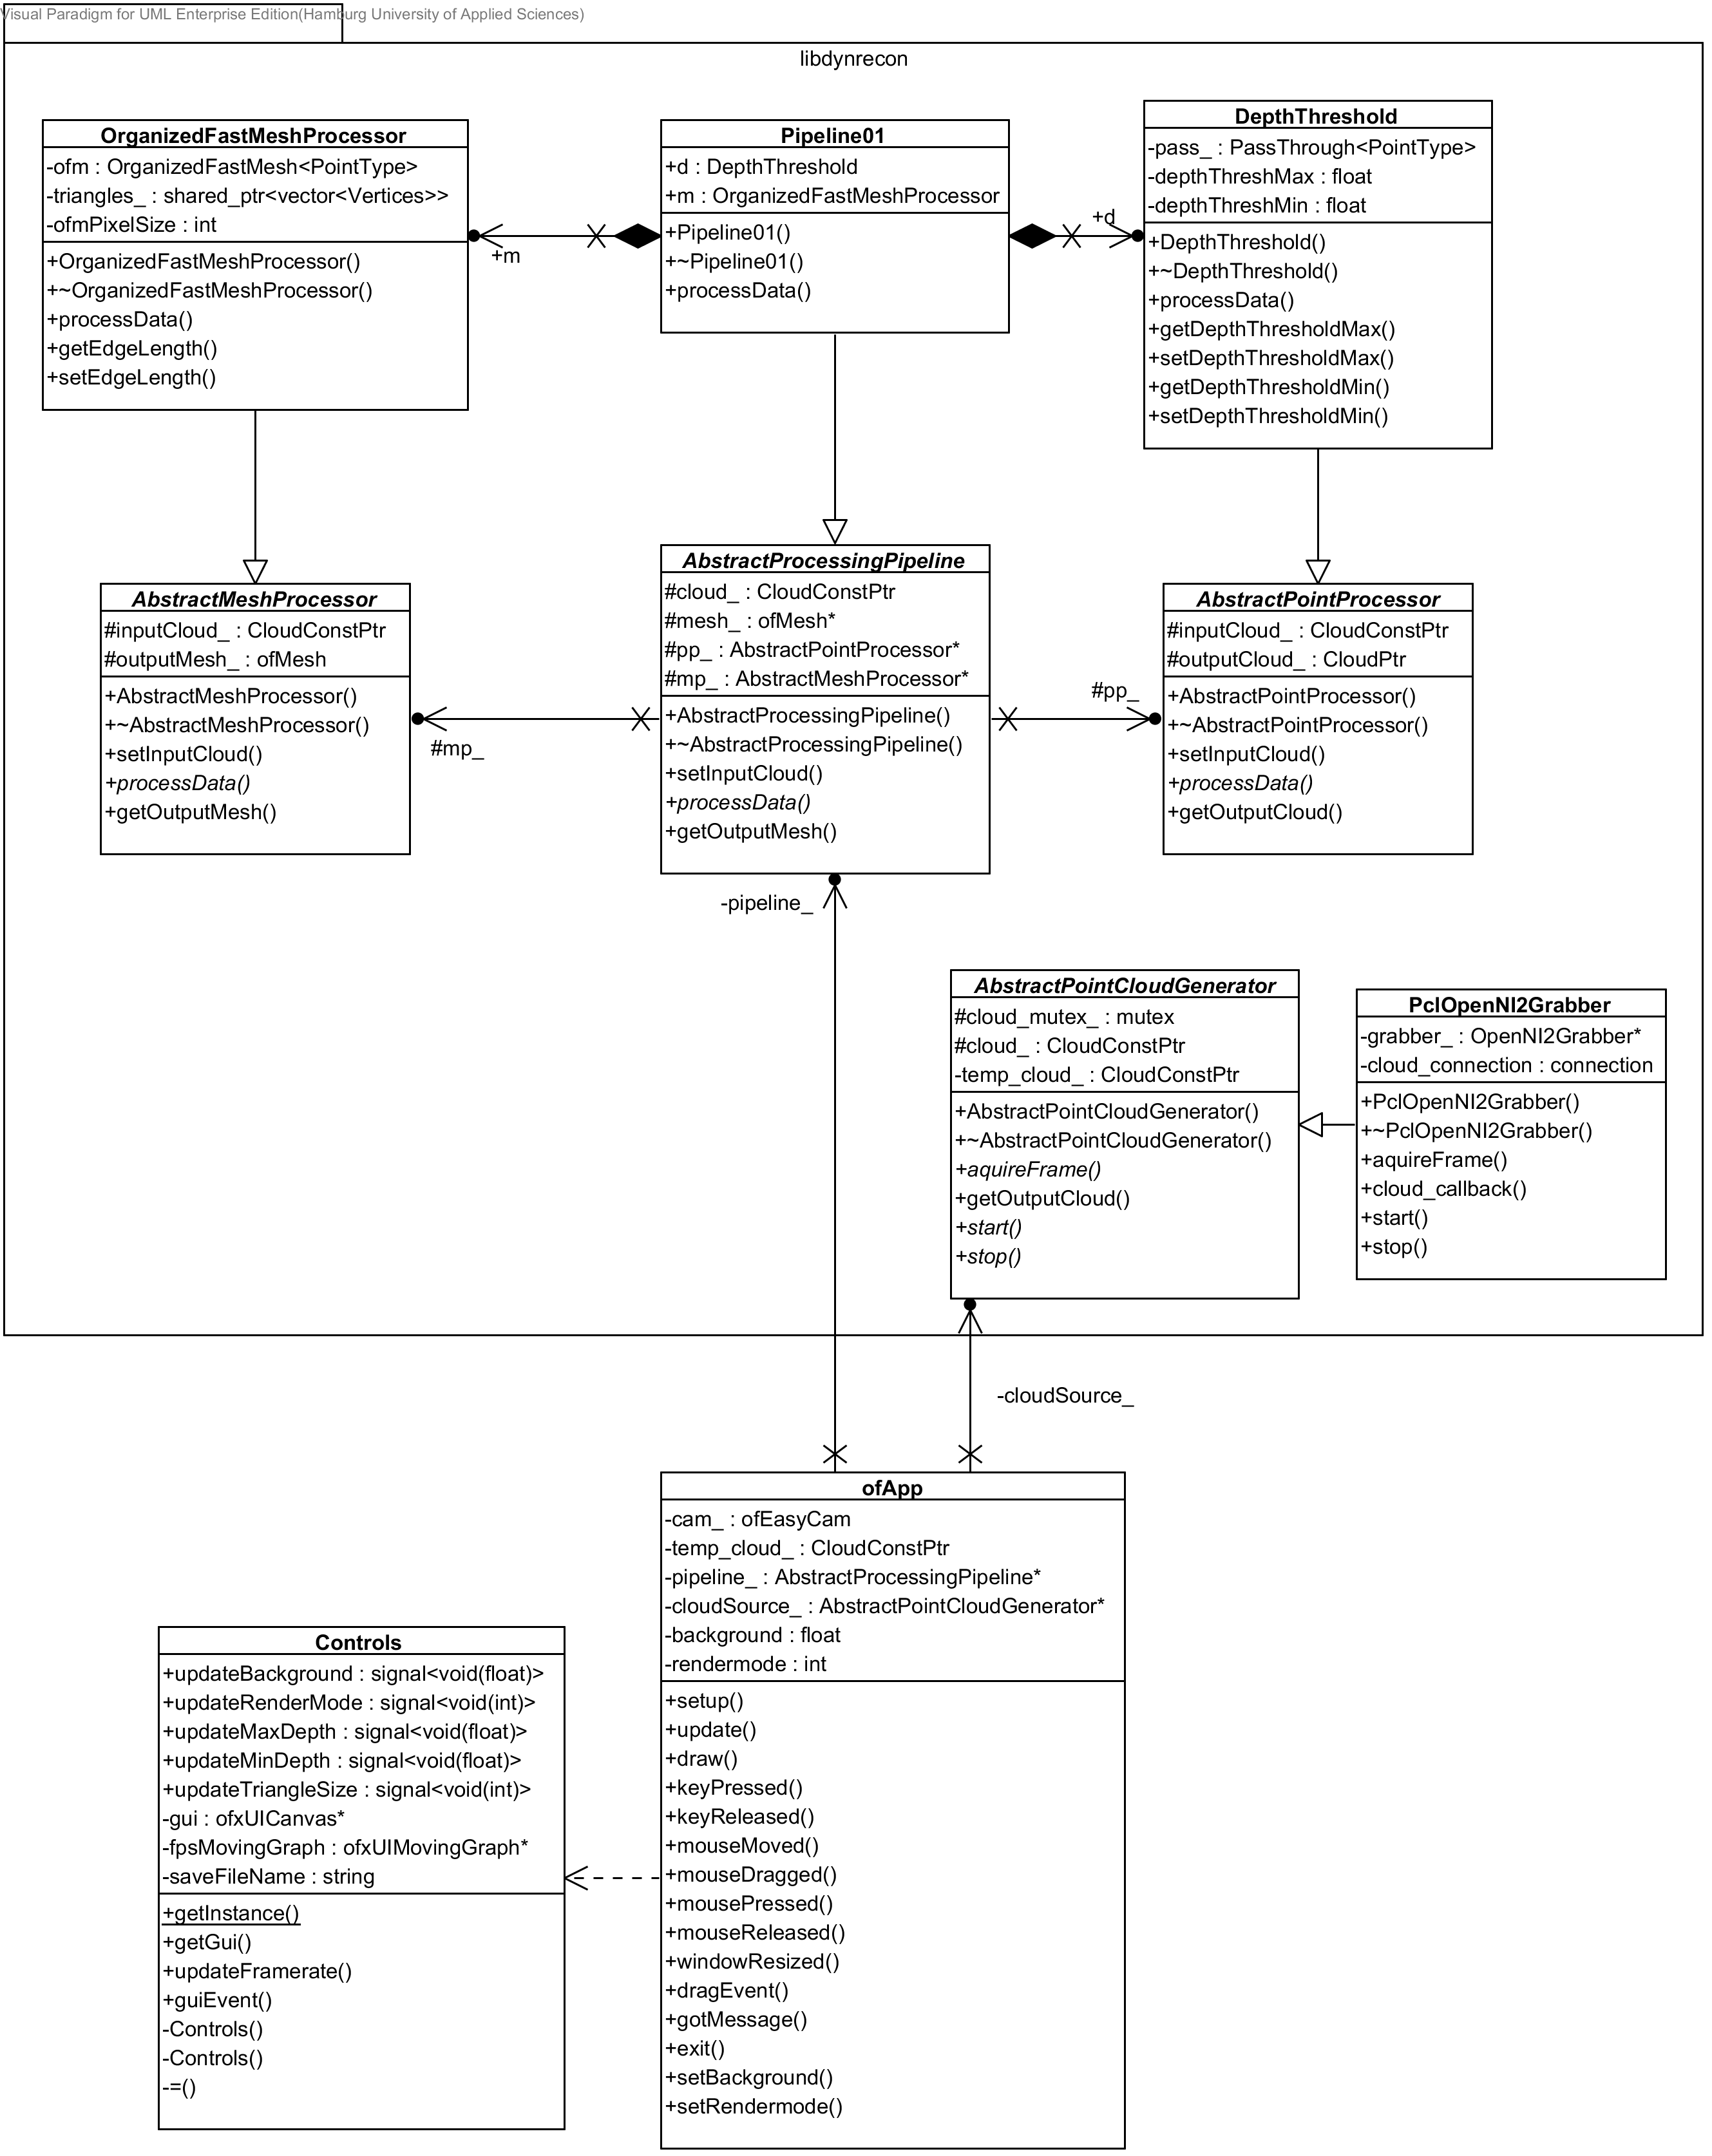 Visual Paradigm for UML Enterprise Edition(Hamburg University of Applied Sciences)
libdynrecon
OrganizedFastMeshProcessor
-ofm : OrganizedFastMesh<PointType>
-triangles_ : shared_ptr<vector<Vertices>>
-ofmPixelSize : int
+OrganizedFastMeshProcessor()
+~OrganizedFastMeshProcessor()
+processData()
+getEdgeLength()
+setEdgeLength()
+m
Pipeline01
+d : DepthThreshold
+m : OrganizedFastMeshProcessor
+Pipeline01()
+~Pipeline01()
+processData()
+d
DepthThreshold
-pass_ : PassThrough<PointType>
-depthThreshMax : float
-depthThreshMin : float
+DepthThreshold()
+~DepthThreshold()
+processData()
+getDepthThresholdMax()
+setDepthThresholdMax()
+getDepthThresholdMin()
+setDepthThresholdMin()
AbstractMeshProcessor
#inputCloud_ : CloudConstPtr
#outputMesh_ : ofMesh
+AbstractMeshProcessor()
+~AbstractMeshProcessor()
+setInputCloud()
+processData()
+getOutputMesh()
#mp_
AbstractProcessingPipeline
#cloud_ : CloudConstPtr
#mesh_ : ofMesh*
#pp_ : AbstractPointProcessor*
#mp_ : AbstractMeshProcessor*
+AbstractProcessingPipeline()
+~AbstractProcessingPipeline()
+setInputCloud()
+processData()
+getOutputMesh()
#pp_
AbstractPointProcessor
#inputCloud_ : CloudConstPtr
#outputCloud_ : CloudPtr
+AbstractPointProcessor()
+~AbstractPointProcessor()
+setInputCloud()
+processData()
+getOutputCloud()
-pipeline_
AbstractPointCloudGenerator
#cloud_mutex_ : mutex
#cloud_ : CloudConstPtr
-temp_cloud_ : CloudConstPtr
+AbstractPointCloudGenerator()
+~AbstractPointCloudGenerator()
+aquireFrame()
+getOutputCloud()
+start()
+stop()
PclOpenNI2Grabber
-grabber_ : OpenNI2Grabber*
-cloud_connection : connection
+PclOpenNI2Grabber()
+~PclOpenNI2Grabber()
+aquireFrame()
+cloud_callback()
+start()
+stop()
-cloudSource_
ofApp
-cam_ : ofEasyCam
-temp_cloud_ : CloudConstPtr
-pipeline_ : AbstractProcessingPipeline*
-cloudSource_ : AbstractPointCloudGenerator*
-background : float
-rendermode : int
+setup()
+update()
+draw()
+keyPressed()
+keyReleased()
+mouseMoved()
+mouseDragged()
+mousePressed()
+mouseReleased()
+windowResized()
+dragEvent()
+gotMessage()
+exit()
+setBackground()
+setRendermode()
Controls
+updateBackground : signal<void(float)>
+updateRenderMode : signal<void(int)>
+updateMaxDepth : signal<void(float)>
+updateMinDepth : signal<void(float)>
+updateTriangleSize : signal<void(int)>
-gui : ofxUICanvas*
-fpsMovingGraph : ofxUIMovingGraph*
-saveFileName : string
+getInstance()
+getGui()
+updateFramerate()
+guiEvent()
-Controls()
-Controls()
-=()